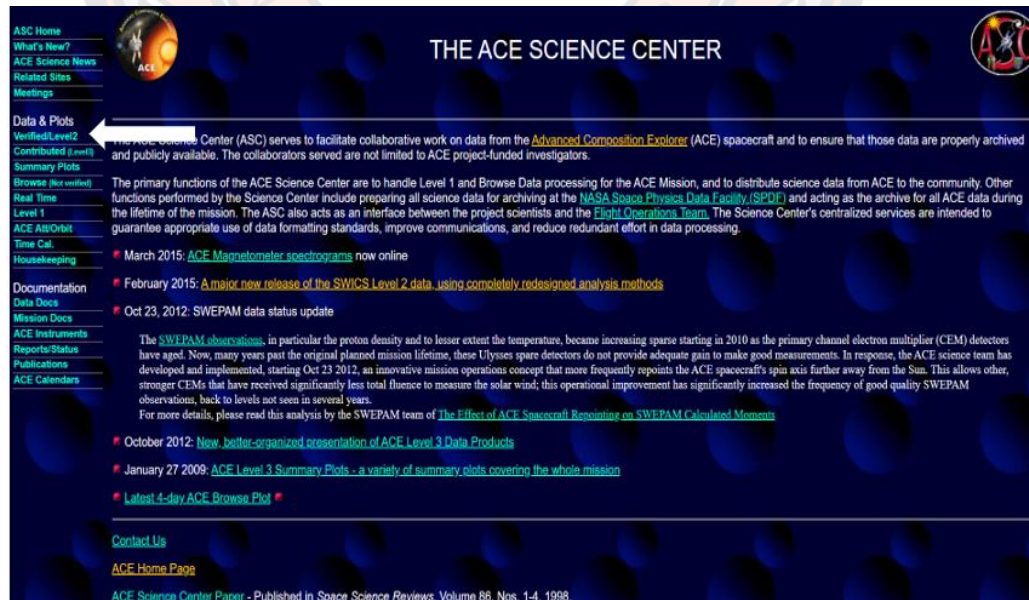 ASC Home
What's New?
ACE Science News
Related Sites
Meetings
Data & Plots
Verified/Level2
Contributed (Level3)
Summary Plots
Browse (Not verified)
Real Time
Level 1
ACE Att/Orbit
Time Cal.
Housekeeping
Documentation
Data Docs
Mission Docs
ACE Instruments
Reports/Status
Publications
ACE Calendars
ACE
THE ACE SCIENCE CENTER
ASC
The ACE Science Center (ASC) serves to facilitate collaborative work on data from the Advanced Composition Explorer (ACE) spacecraft and to ensure that those data are properly archived
and publicly available. The collaborators served are not limited to ACE project-funded investigators.
The primary functions of the ACE Science Center are to handle Level 1 and Browse Data processing for the ACE Mission, and to distribute science data from ACE to the community. Other
functions performed by the Science Center include preparing all science data for archiving at the NASA Space Physics Data Facility (SPDF) and acting as the archive for all ACE data during
the lifetime of the mission. The ASC also acts as an interface between the project scientists and the Flight Operations Team. The Science Center's centralized services are intended to
guarantee appropriate use of data formatting standards, improve communications, and reduce redundant effort in data processing.
March 2015: ACE Magnetometer spectrograms now online
February 2015: A major new release of the SWICS Level 2 data, using completely redesigned analysis methods
Oct 23, 2012: SWEPAM data status update
The SWEPAM observations, in particular the proton density and to lesser extent the temperature, became increasing sparse starting in 2010 as the primary channel electron multiplier (CEM) detectors
have aged. Now, many years past the original planned mission lifetime, these Ulysses spare detectors do not provide adequate gain to make good measurements. In response, the ACE science team has
developed and implemented, starting Oct 23 2012, an innovative mission operations concept that more frequently repoints the ACE spacecraft's spin axis further away from the Sun. This allows other,
stronger CEMs that have received significantly less total fluence to measure the solar wind; this operational improvement has significantly increased the frequency of good quality SWEPAM
observations, back to levels not seen in several years.
For more details, please read this analysis by the SWEPAM team of The Effect of ACE Spacecraft Repointing on SWEPAM Calculated Moments
October 2012: New, better-organized presentation of ACE Level 3 Data Products
January 27 2009: ACE Level 3 Summary Plots - a variety of summary plots covering the whole mission
Latest 4-day ACE Browse Plot
Contact Us
ACE Home Page
ACE Science Center Paper - Published in Space Science Reviews, Volume 86, Nos. 1-4, 1998